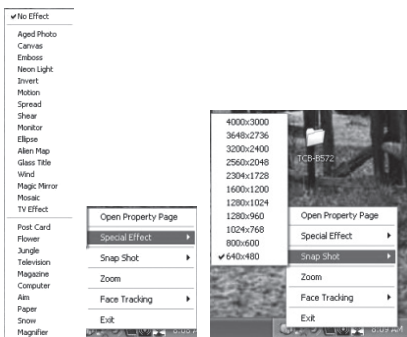 No Effect
Aged Photo
Canvas
Emboss
Neon Light
Invert
Motion
Spread
Shear
Monitor
Ellipse
Alien Map
Glass Title
Wind
Magic Mirror
Mosaic
TV Effect
Post Card
Flower
Jungle
Television
Magazine
Computer
Aim
Paper
Snow
Magnifier
Open Property Page
Special Effect
Snap Shot
Zoom
Face Tracking
Exit
4000x3000
3648x2736
3200x2400
2560x2048
2304x1728
1600x1200
1280x1024
1280x960
1024x768
800x600
640x480
TCB-B572
Open Property Page
Special Effect
Snap Shot
Zoom
Face Tracking
Exit